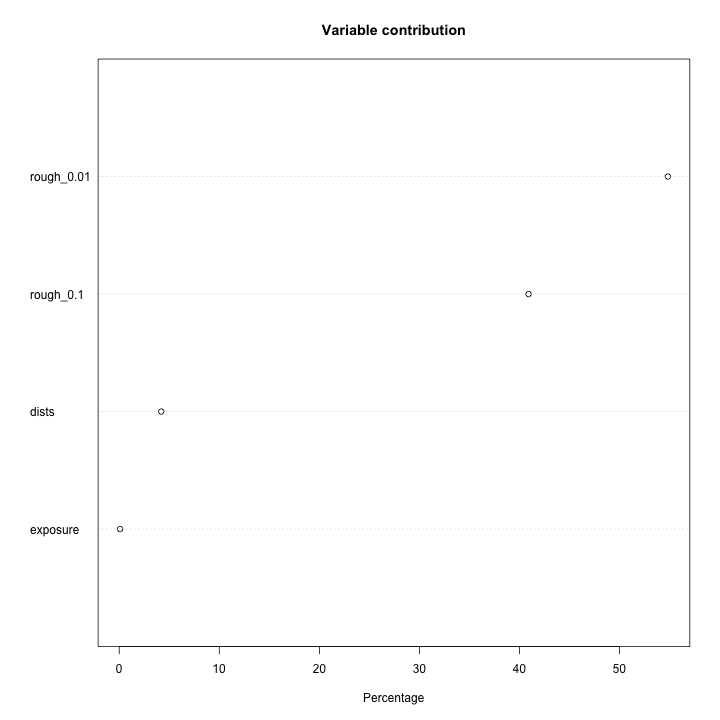 Variable contribution
rough_0.01
rough_0.1
dists
exposure
0 10 20 30 40 50
Percentage